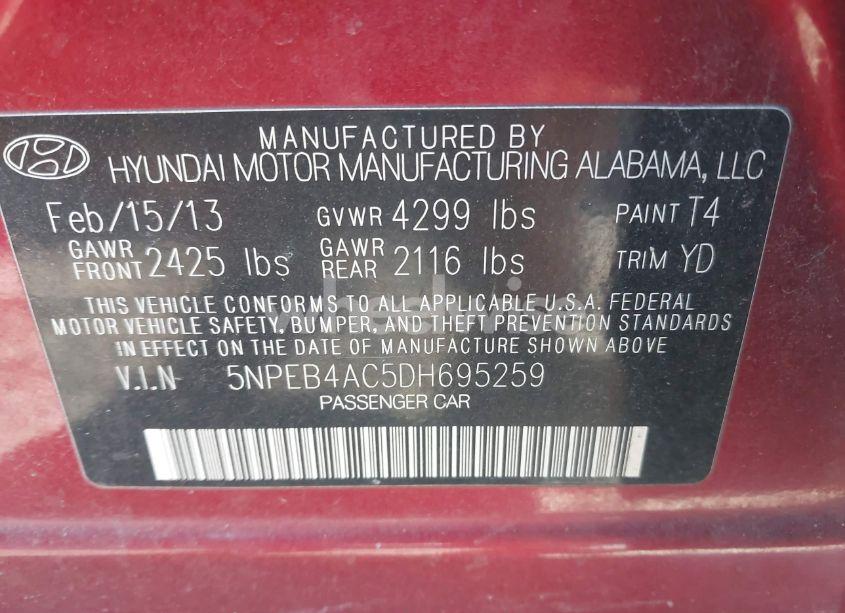 MANUFACTURED BY
HYUNDAI MOTOR MANUFACTURING ALABAMA, LLC
Feb/15/13 GVWR 4299 lbs PAINT T4
GAWR FRONT 2425 lbs GAWR REAR 2116 lbs TRIM YD
THIS VEHICLE CONFORMS TO ALL APPLICABLE U.S.A. FEDERAL
MOTOR VEHICLE SAFETY, BUMPER, AND THEFT PREVENTION STANDARDS
IN EFFECT ON THE DATE OF MANUFACTURE SHOWN ABOVE.
V.I.N 5NPEB4AC5DH695259
PASSENGER CAR